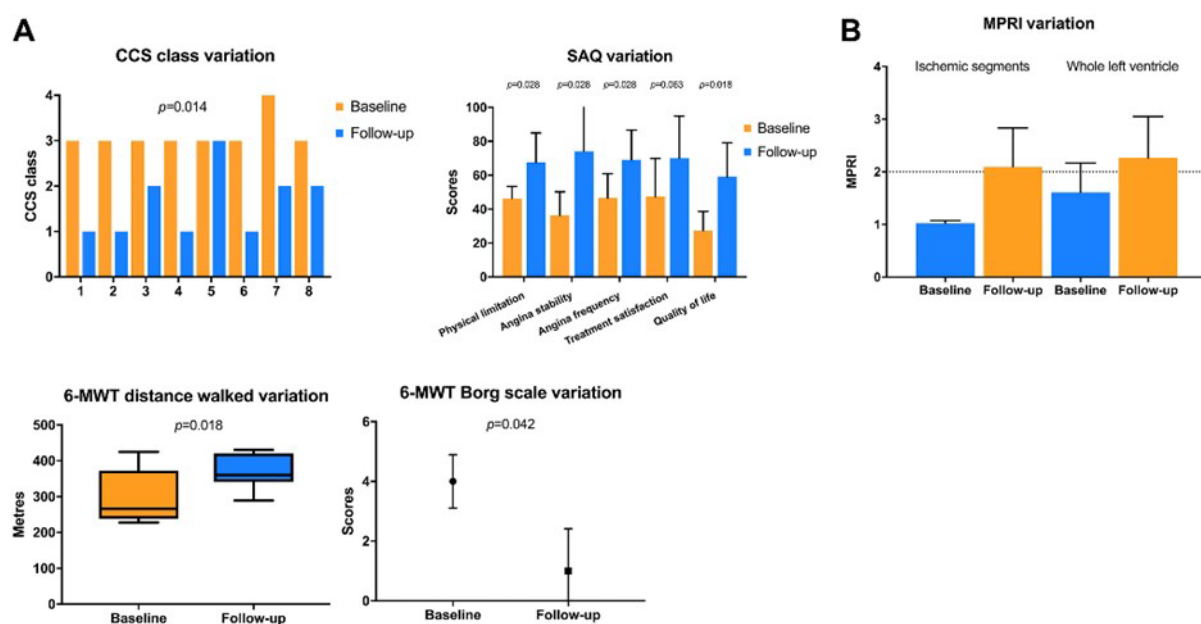 A
CCS class variation
p=0.014
Baseline
Follow-up
CCS class
4
3
2
1
0
1 2 3 4 5 6 7 8
SAQ variation
p=0.028 p=0.028 p=0.028 p=0.063 p=0.018
Baseline
Follow-up
Scores
100
80
60
40
20
0
Physical limitation
Angina stability
Angina frequency
Treatment satisfaction
Quality of life
B
MPRI variation
Ischemic segments Whole left ventricle
MPRI
4
3
2
1
0
Baseline Follow-up Baseline Follow-up
6-MWT distance walked variation
p=0.018
Metres
500
400
300
200
100
0
Baseline Follow-up
6-MWT Borg scale variation
p=0.042
Scores
6
4
2
0
Baseline Follow-up